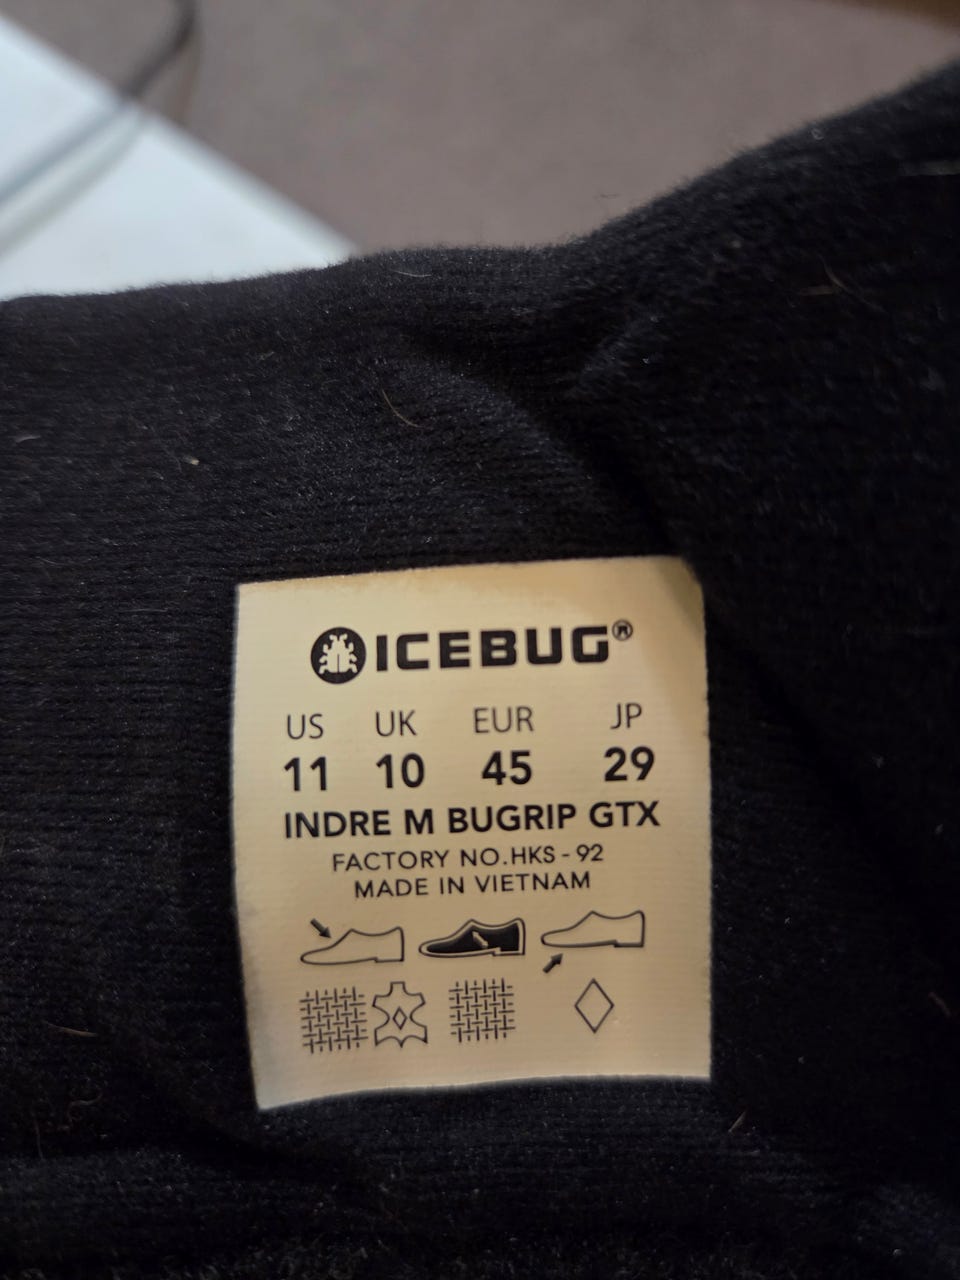 ICEBUG®
US UK EUR JP
11 10 45 29
INDRE M BUGRIP GTX
FACTORY NO.HKS - 92
MADE IN VIETNAM